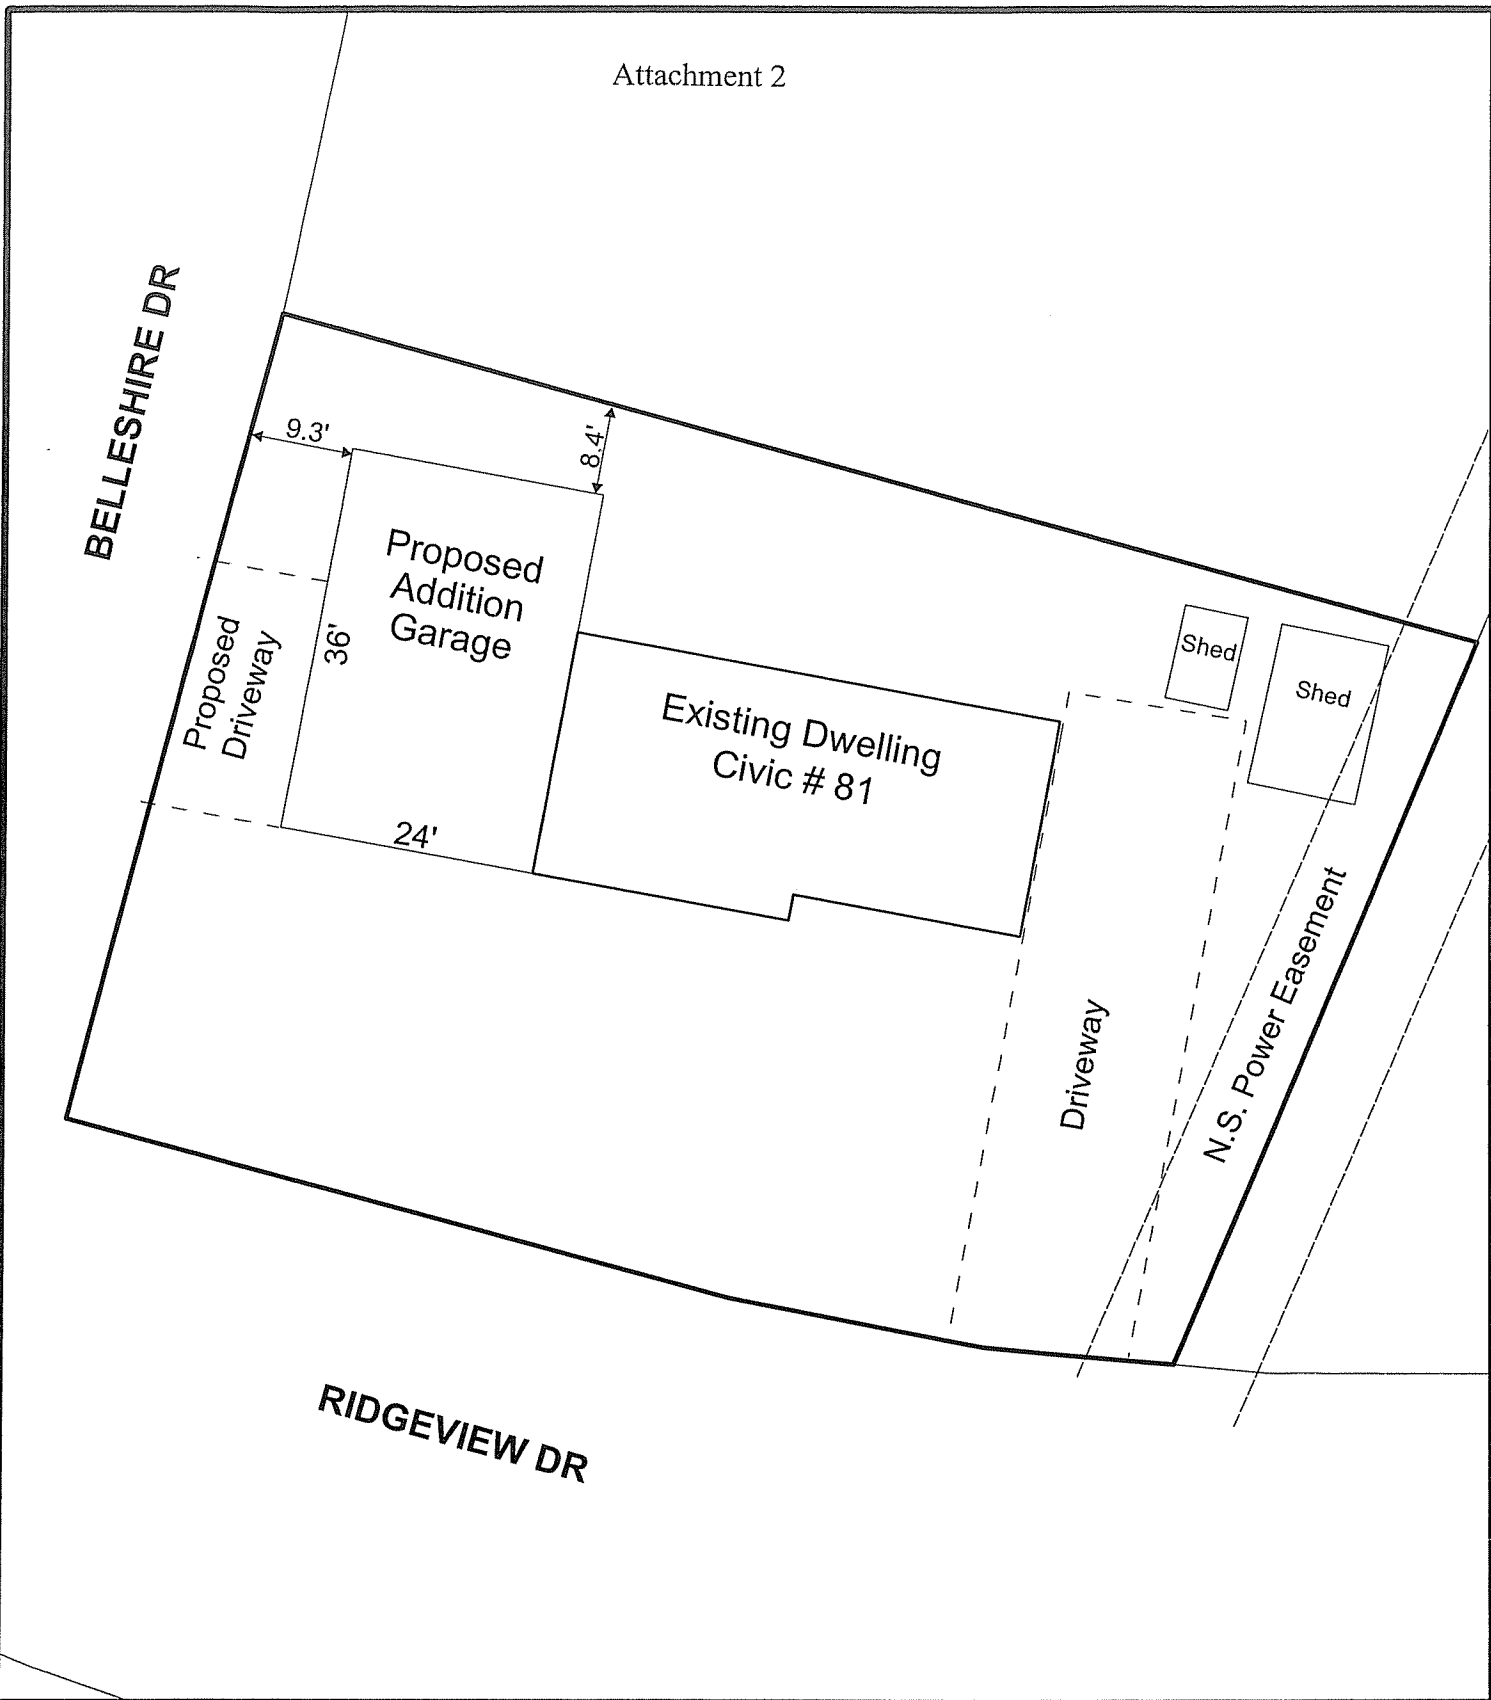 Attachment 2
BELLESHIRE DR
9.3'
8.4'
Proposed
Addition
Garage
36'
24'
Proposed
Driveway
Existing Dwelling
Civic # 81
Shed
Shed
Driveway
N.S. Power Easement
RIDGEVIEW DR